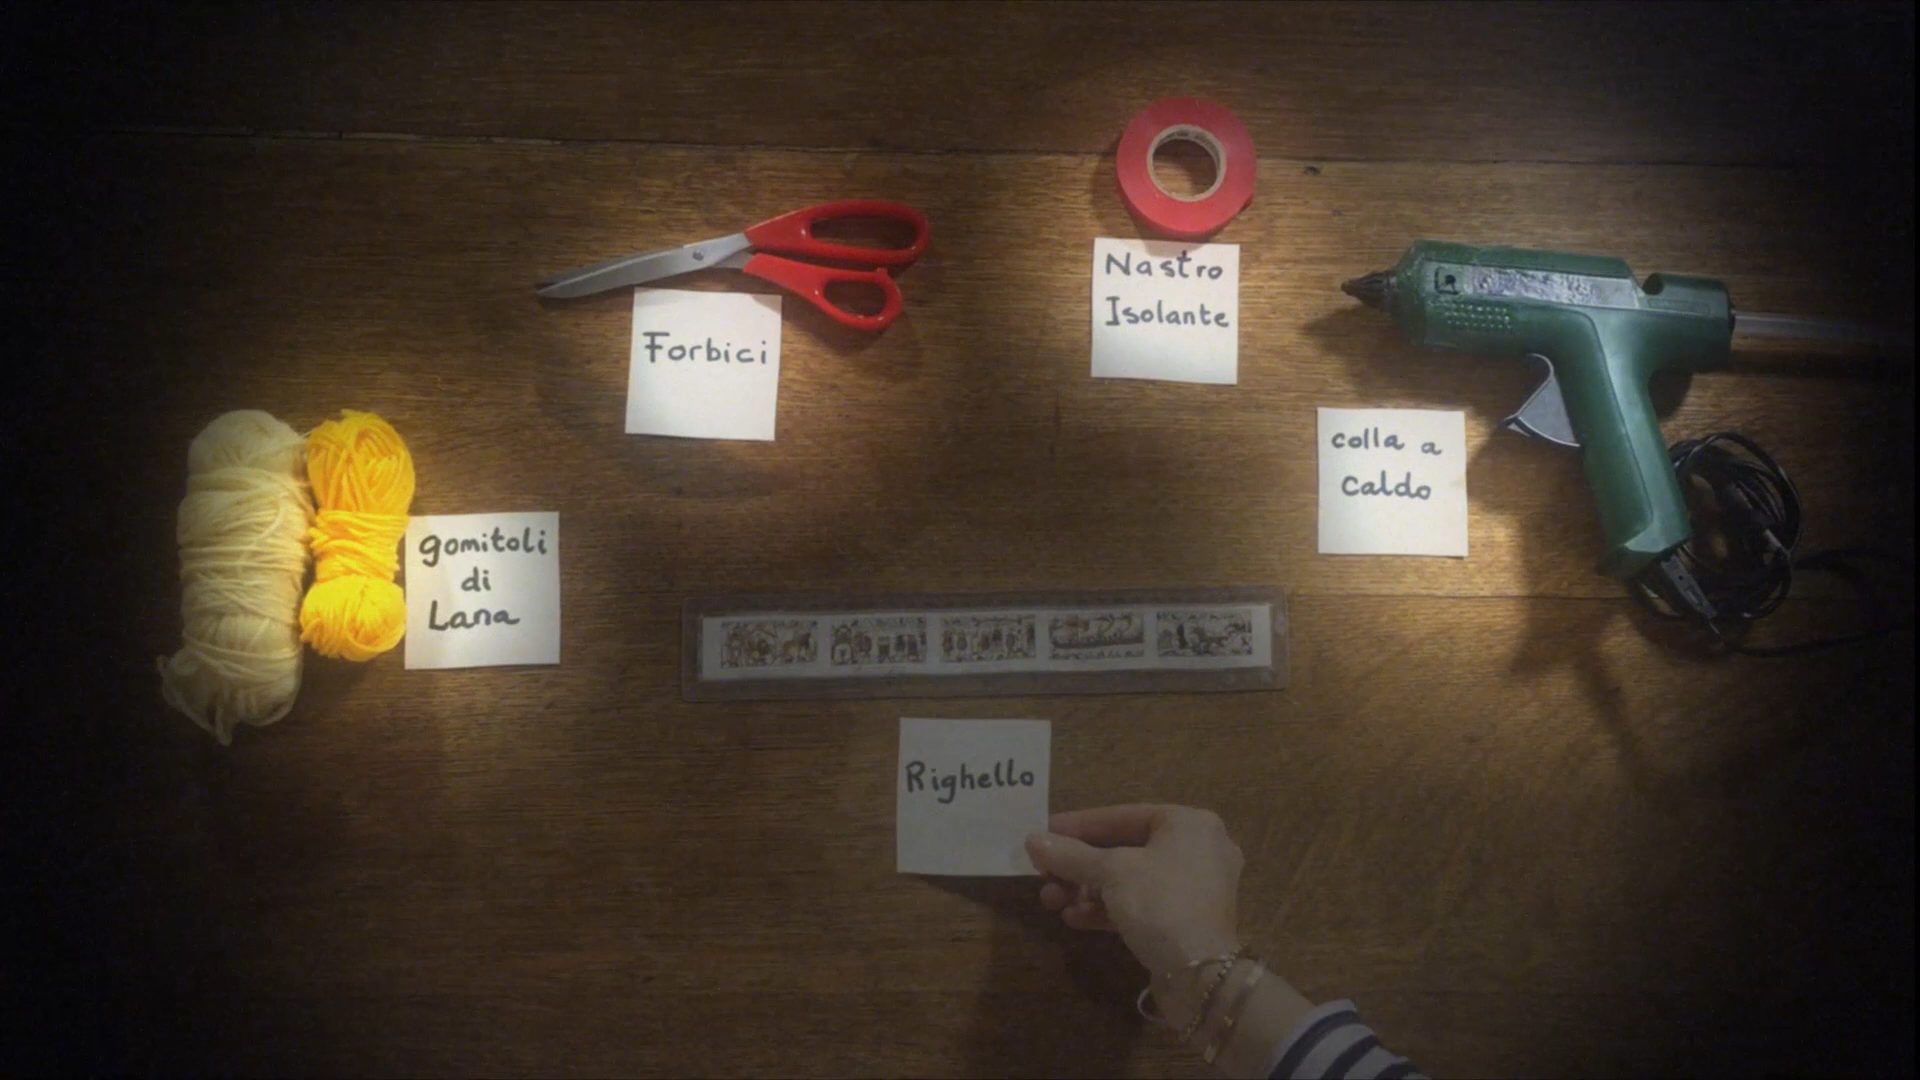 Forbici
Nastro
Isolante
colla a
Caldo
gomitoli
di
Lana
Righello